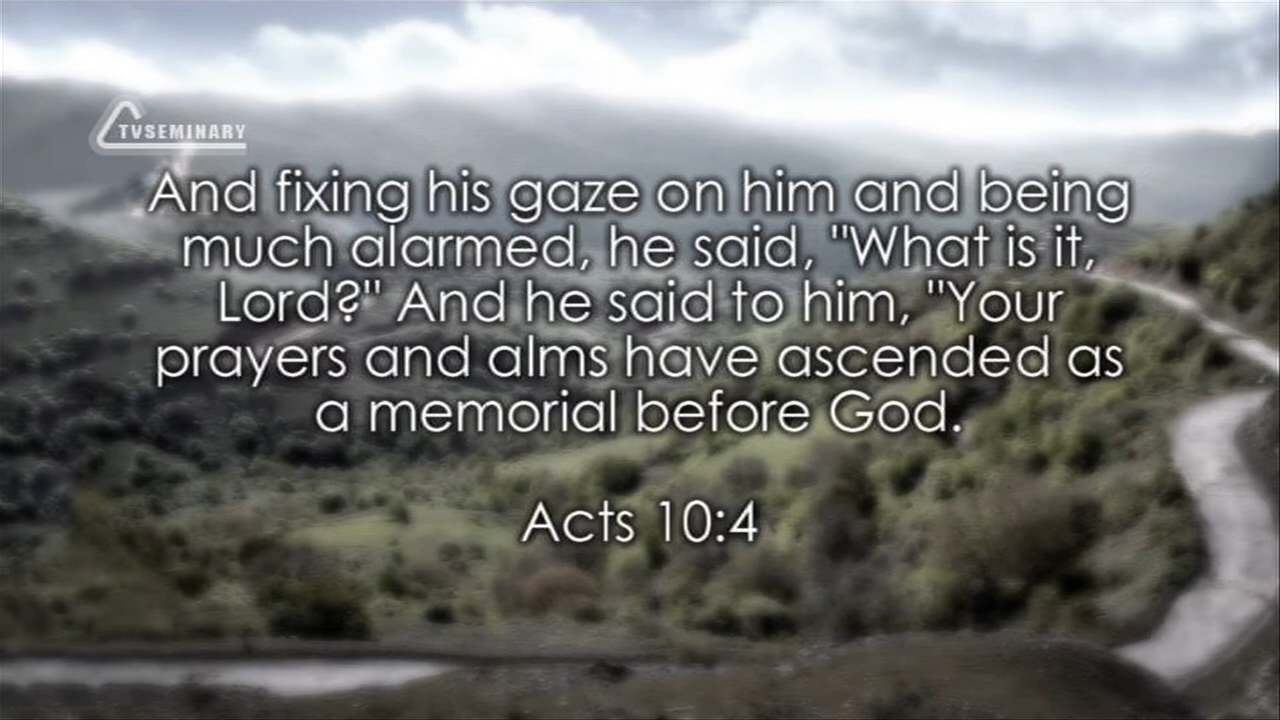 TVSEMINARY
And fixing his gaze on him and being
much alarmed, he said, "What is it,
Lord?" And he said to him, "Your
prayers and alms have ascended as
a memorial before God.
Acts 10:4